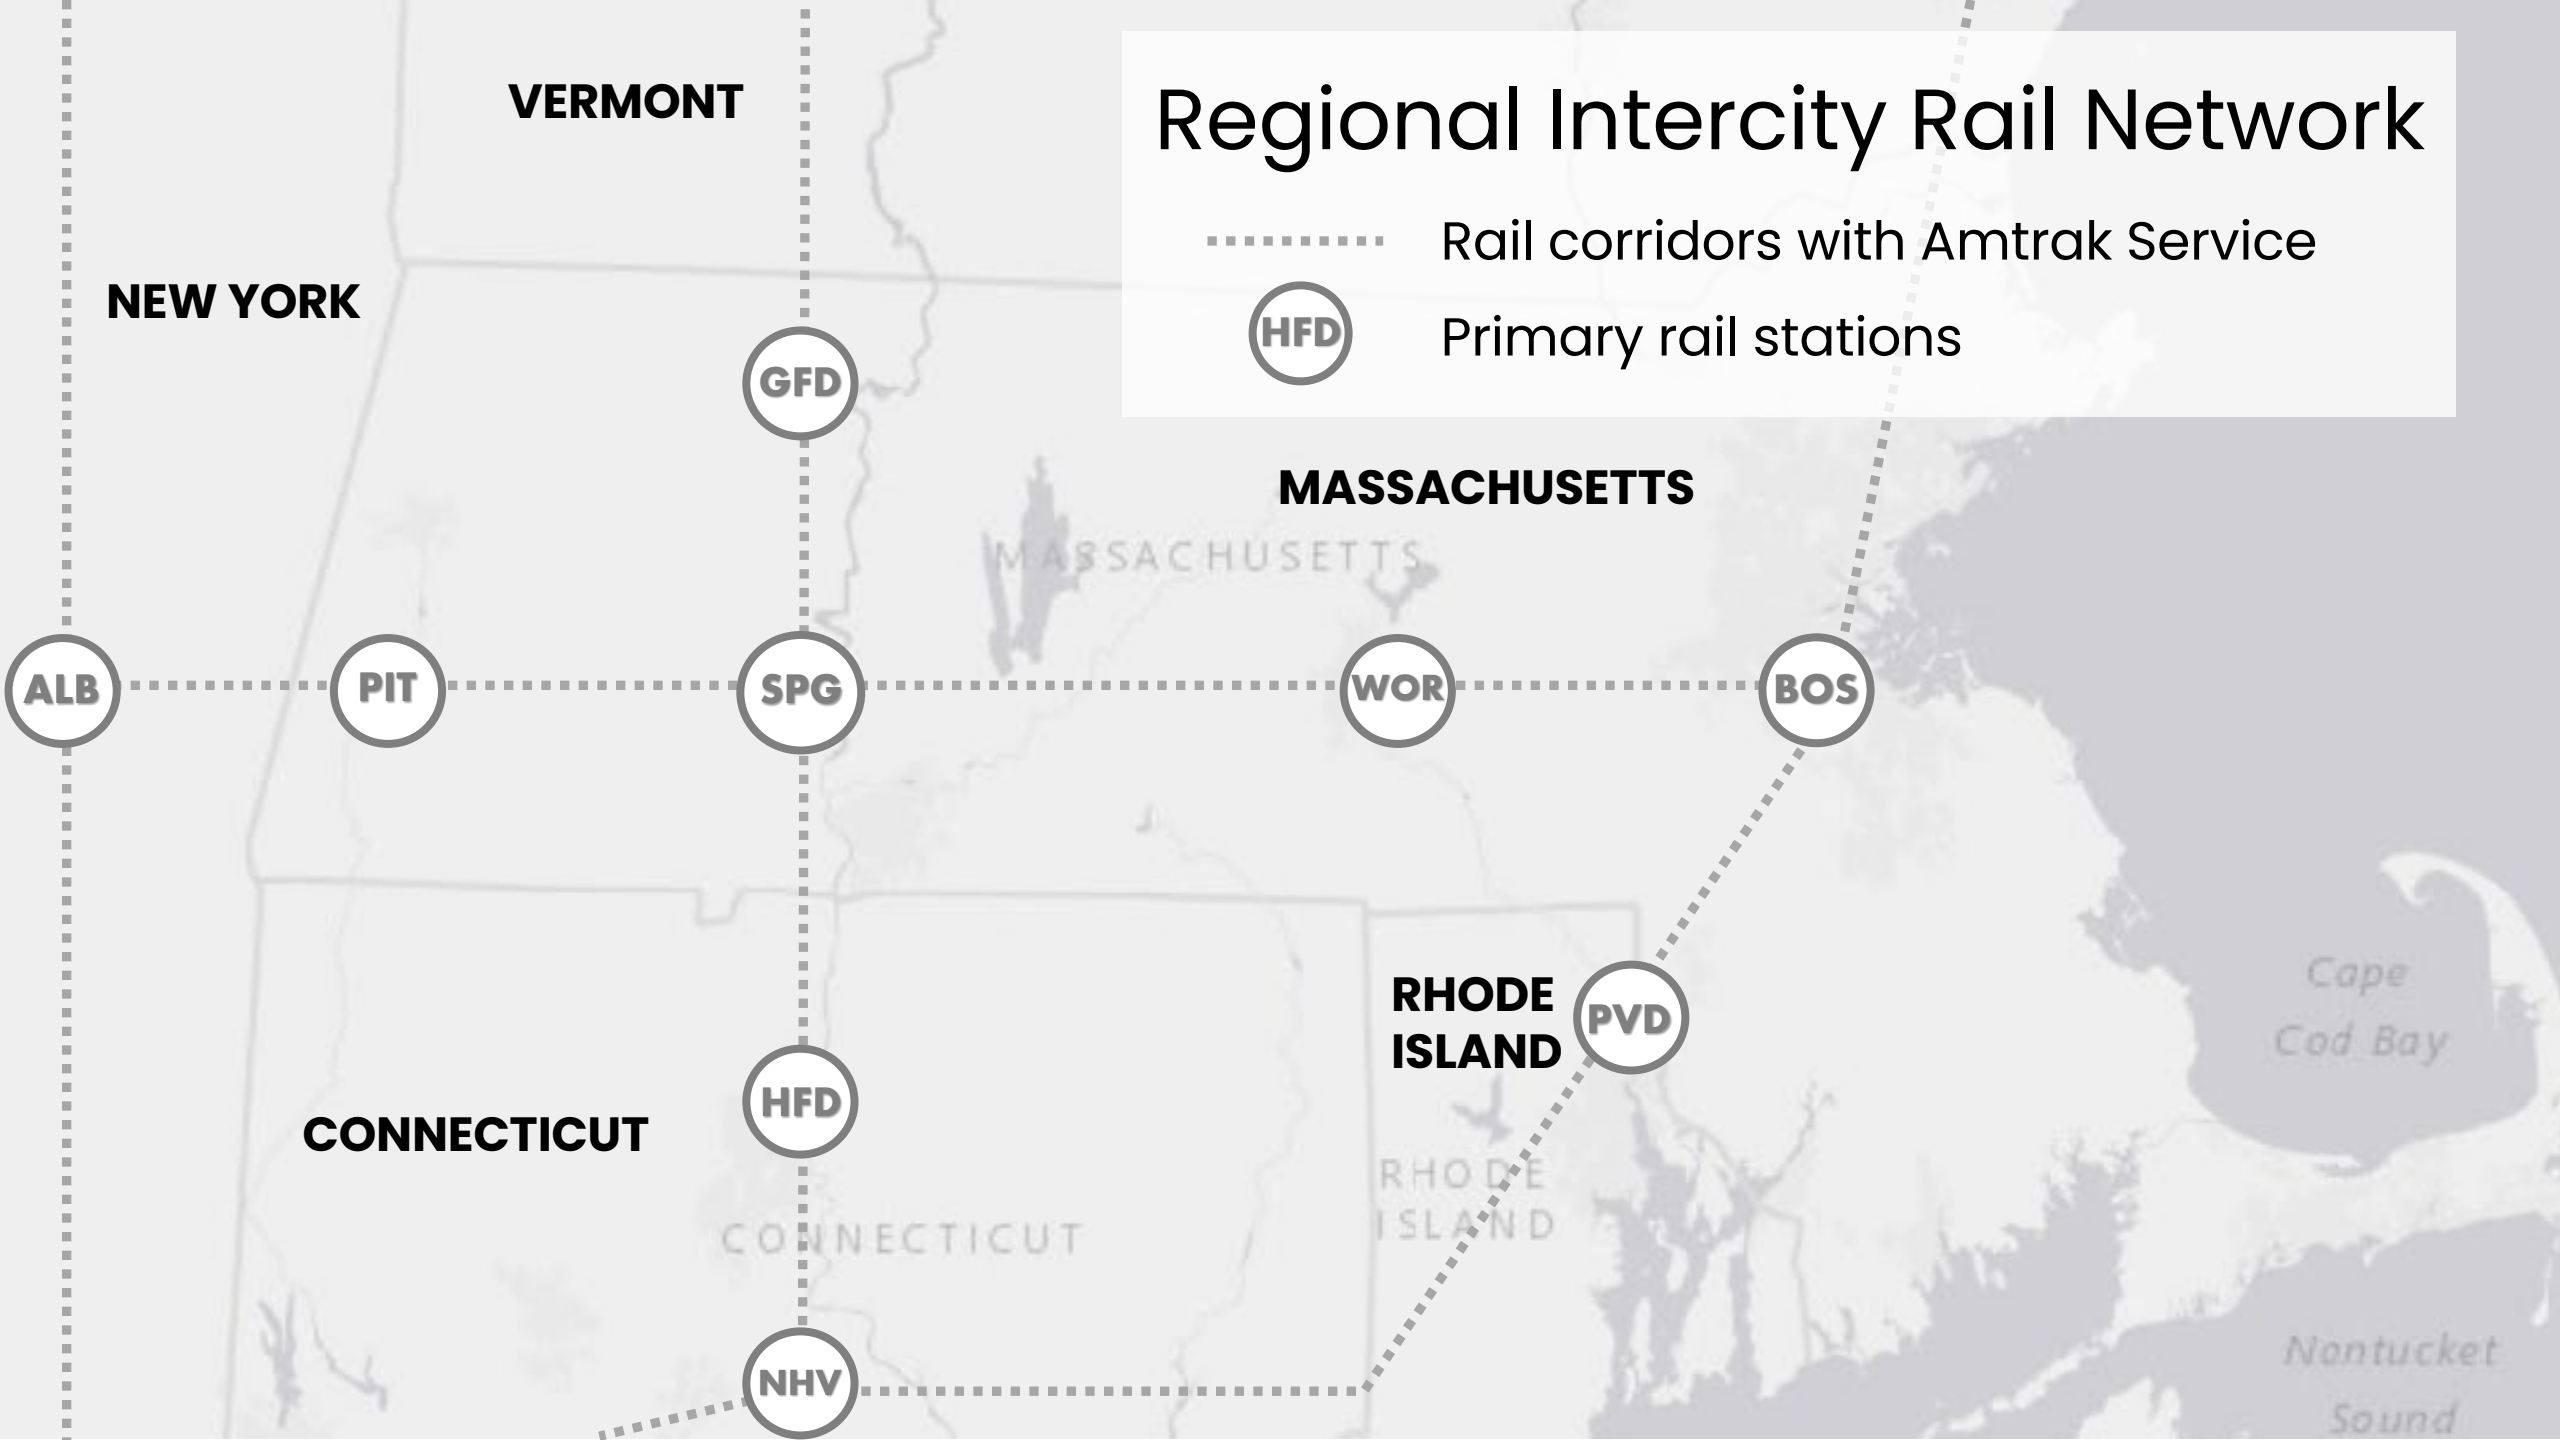 Regional Intercity Rail Network
Rail corridors with Amtrak Service
HFD
Primary rail stations
VERMONT
NEW YORK
GFD
MASSACHUSETTS
MASSACHUSETTS
ALB
PIT
SPG
WOR
BOS
RHODE
ISLAND
PVD
Cape
Cod Bay
HFD
CONNECTICUT
RHODE
ISLAND
CONNECTICUT
NHV
Nantucket
Sound